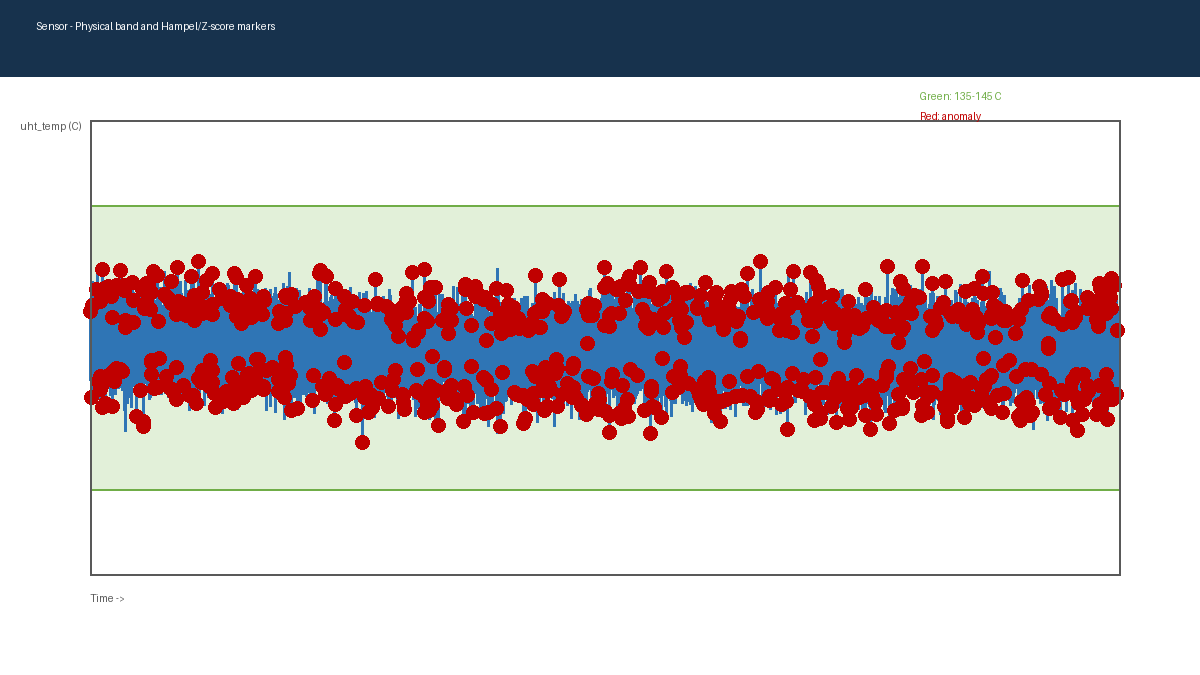 Sensor - Physical band and Hampel/Z-score markers
Green: 135-145 C
Red: anomaly
uht_temp (C)
Time ->